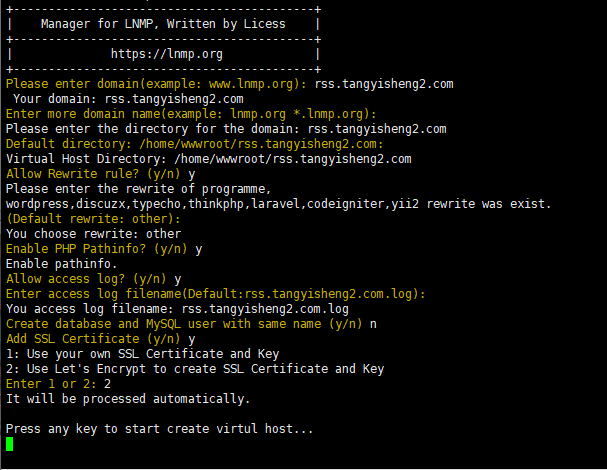 +---------------------------------------+
|    Manager for LNMP, Written by Licess    |
+---------------------------------------+
|             https://lnmp.org             |
+---------------------------------------+
Please enter domain(example: www.lnmp.org): rss.tangyisheng2.com
 Your domain: rss.tangyisheng2.com
Enter more domain name(example: lnmp.org *.lnmp.org):
Please enter the directory for the domain: rss.tangyisheng2.com
Default directory: /home/wwwroot/rss.tangyisheng2.com:
Virtual Host Directory: /home/wwwroot/rss.tangyisheng2.com
Allow Rewrite rule? (y/n) y
Please enter the rewrite of programme,
wordpress,discuzx,typecho,thinkphp,laravel,codeigniter,yii2 rewrite was exist.
(Default rewrite: other):
You choose rewrite: other
Enable PHP Pathinfo? (y/n) y
Enable pathinfo.
Allow access log? (y/n) y
Enter access log filename(Default:rss.tangyisheng2.com.log):
You access log filename: rss.tangyisheng2.com.log
Create database and MySQL user with same name (y/n) n
Add SSL Certificate (y/n) y
1: Use your own SSL Certificate and Key
2: Use Let's Encrypt to create SSL Certificate and Key
Enter 1 or 2: 2
It will be processed automatically.
Press any key to start create virtul host...